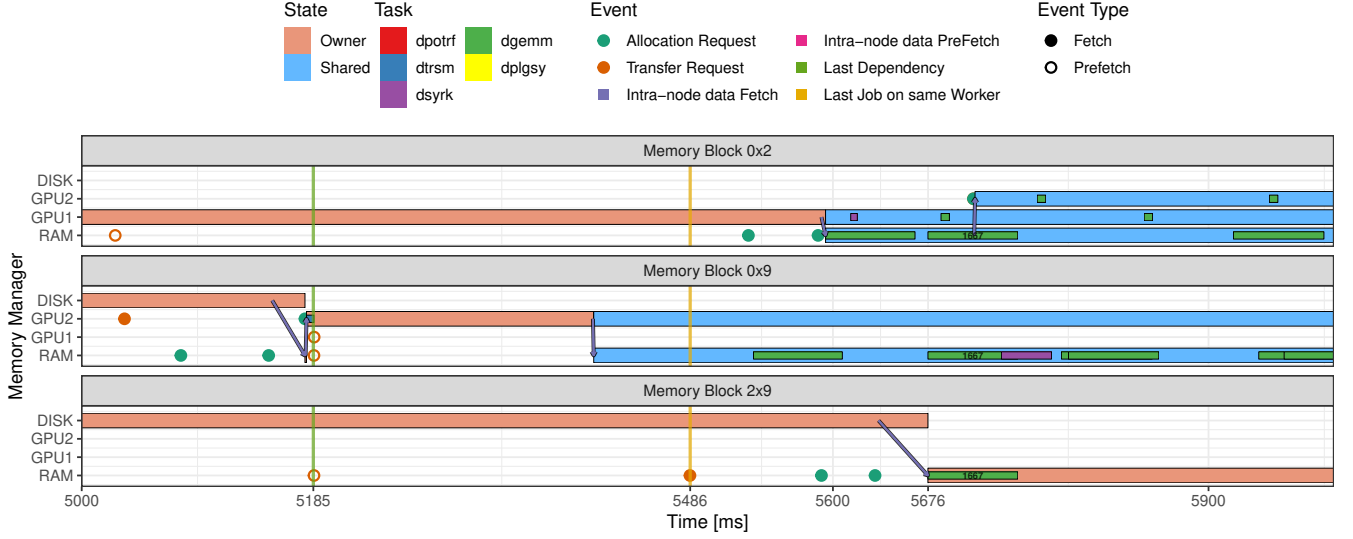 State Task Event Event Type
Owner dpotrf dgemm Allocation Request Intra−node data PreFetch Fetch
Shared dtrsm dplgsy Transfer Request Last Dependency Prefetch
dsyrk Intra−node data Fetch Last Job on same Worker
Memory Manager
Memory Block 0x2
DISK
GPU2
GPU1
RAM 1667
Memory Block 0x9
DISK
GPU2
GPU1
RAM 1667
Memory Block 2x9
DISK
GPU2
GPU1
RAM 1667
5000 5185 5486 5600 5676 5900
Time [ms]